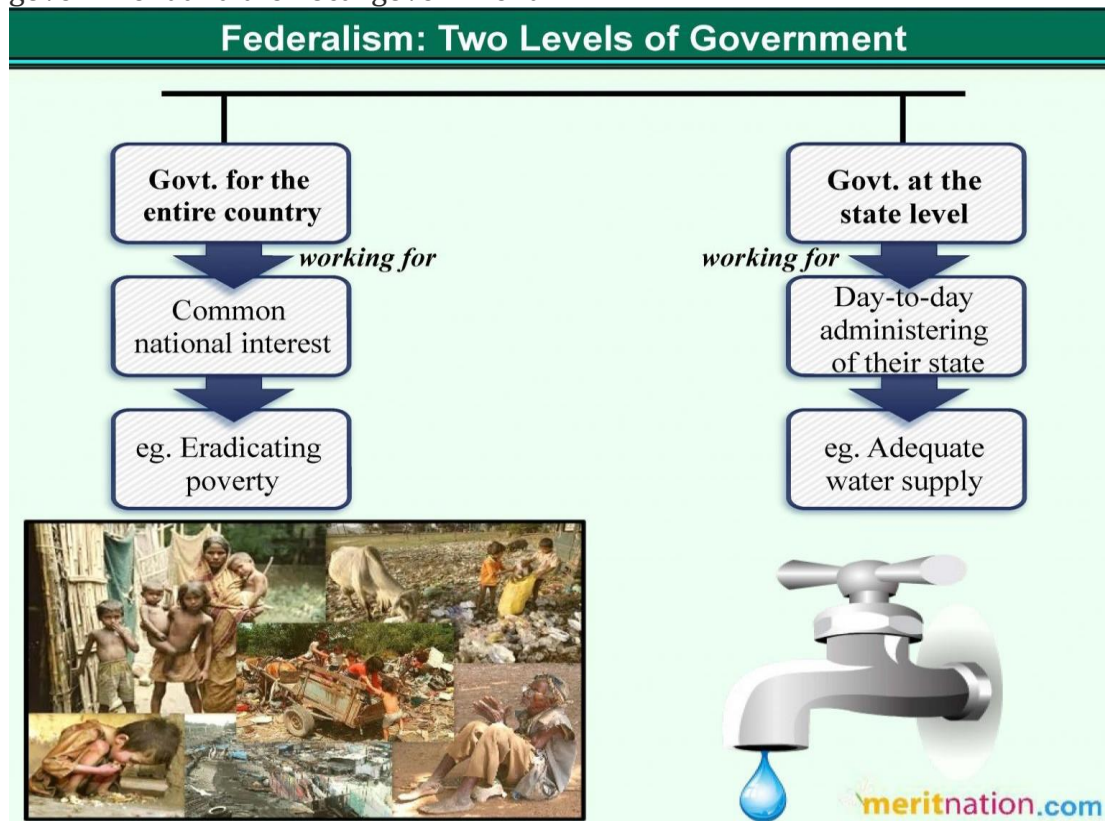 Federalism: Two Levels of Government
Govt. for the
entire country
working for
Common
national interest
eg. Eradicating
poverty
Govt. at the
state level
working for
Day-to-day
administering
of their state
eg. Adequate
water supply
meritnation.com